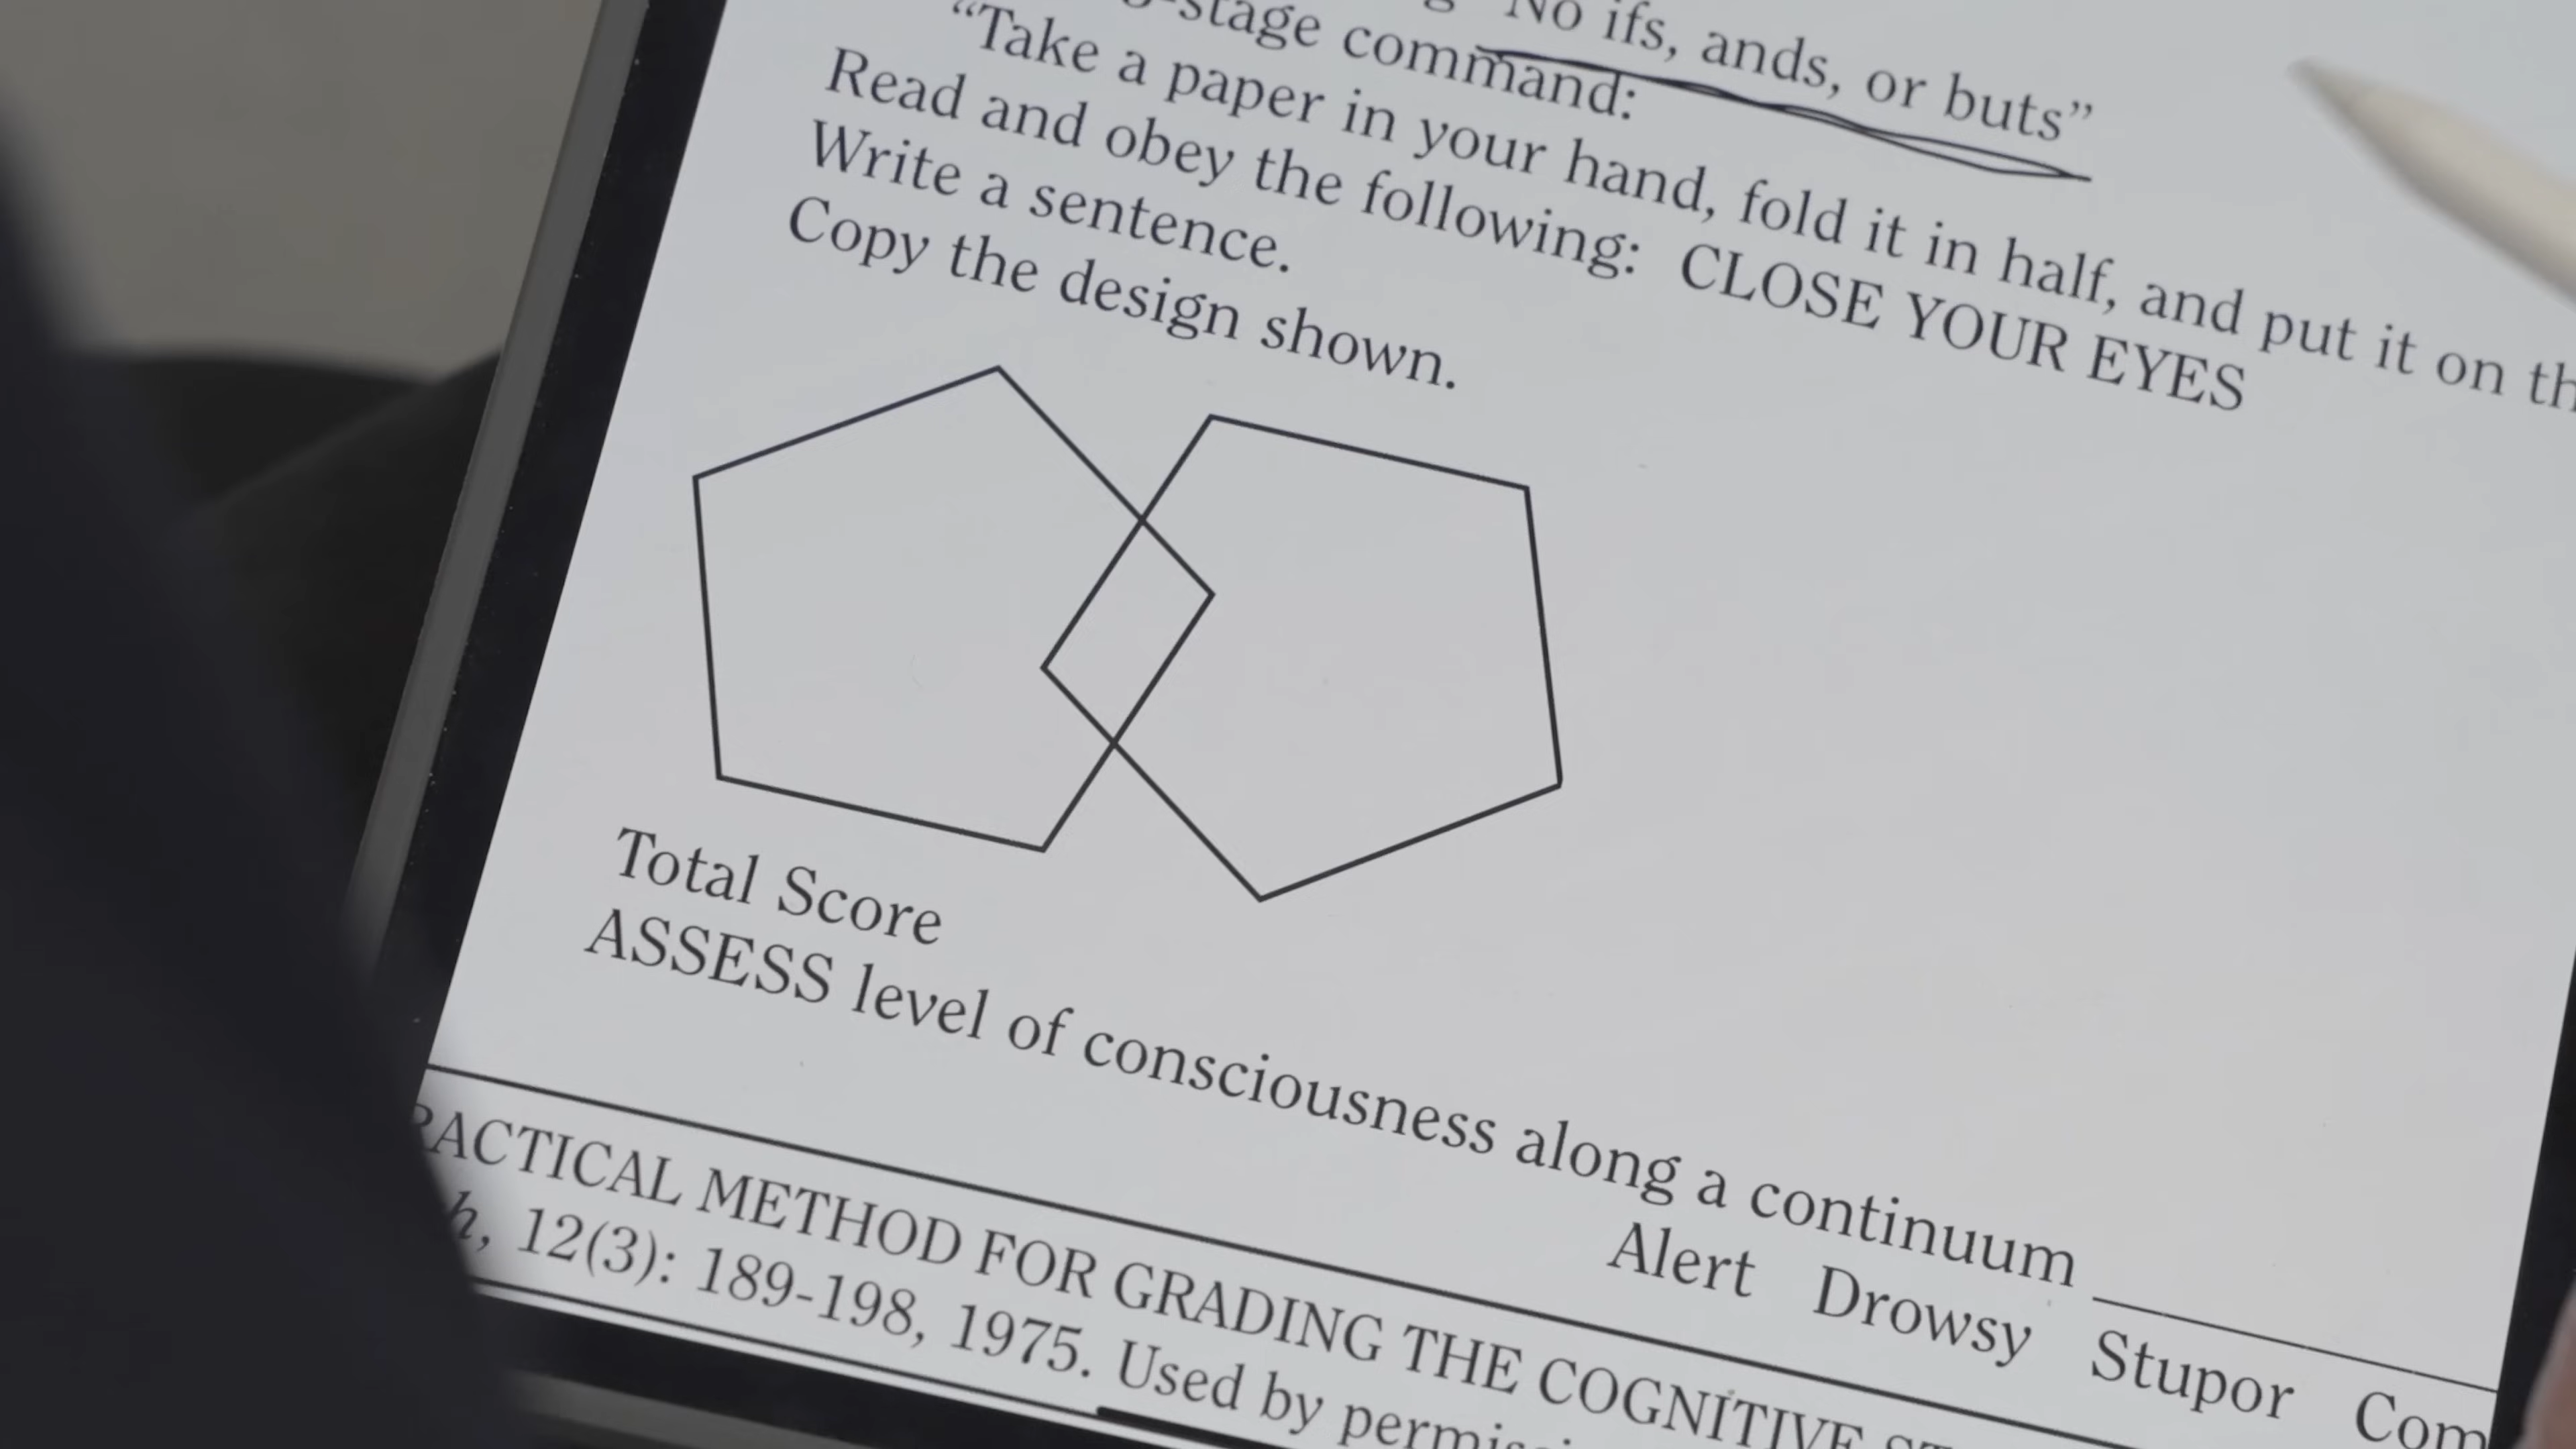 No ifs, ands, or buts”
-stage command:
“Take a paper in your hand, fold it in half, and put it on
Read and obey the following: CLOSE YOUR EYES
Write a sentence.
Copy the design shown.
Total Score
ASSESS level of consciousness along a continuum
Alert Drowsy Stupor Com
RACTICAL METHOD FOR GRADING THE COGNITIVE
h, 12(3): 189-198, 1975. Used by